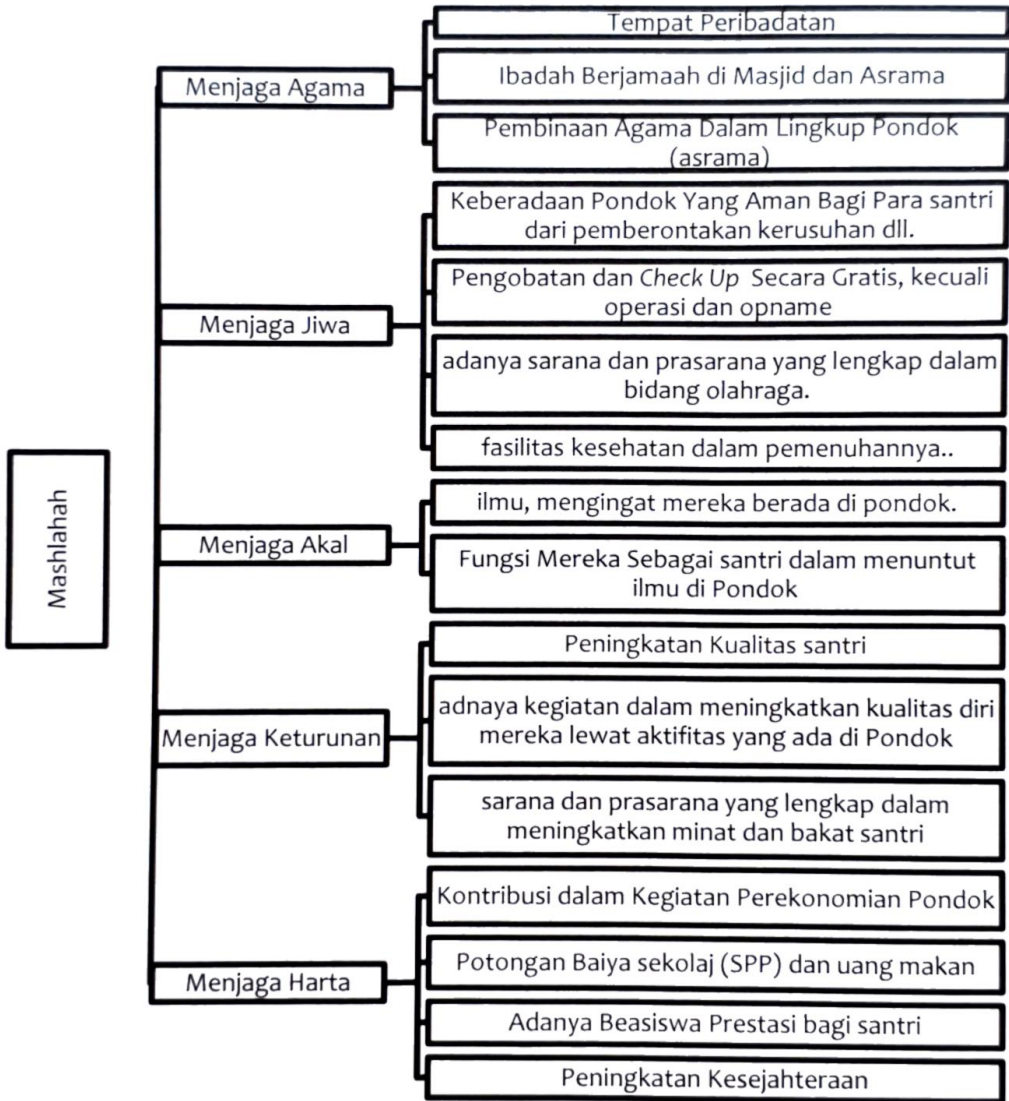 Mashlahah
Menjaga Agama
Tempat Peribadatan
Ibadah Berjamaah di Masjid dan Asrama
Pembinaan Agama Dalam Lingkup Pondok
(asrama)
Menjaga Jiwa
Keberadaan Pondok Yang Aman Bagi Para santri
dari pemberontakan kerusuhan dll.
Pengobatan dan Check Up Secara Gratis, kecuali
operasi dan opname
adanya sarana dan prasarana yang lengkap dalam
bidang olahraga.
fasilitas kesehatan dalam pemenuhannya..
Menjaga Akal
ilmu, mengingat mereka berada di pondok.
Fungsi Mereka Sebagai santri dalam menuntut
ilmu di Pondok
Menjaga Keturunan
Peningkatan Kualitas santri
adnaya kegiatan dalam meningkatkan kualitas diri
mereka lewat aktifitas yang ada di Pondok
sarana dan prasarana yang lengkap dalam
meningkatkan minat dan bakat santri
Menjaga Harta
Kontribusi dalam Kegiatan Perekonomian Pondok
Potongan Baiya sekolaj (SPP) dan uang makan
Adanya Beasiswa Prestasi bagi santri
Peningkatan Kesejahteraan